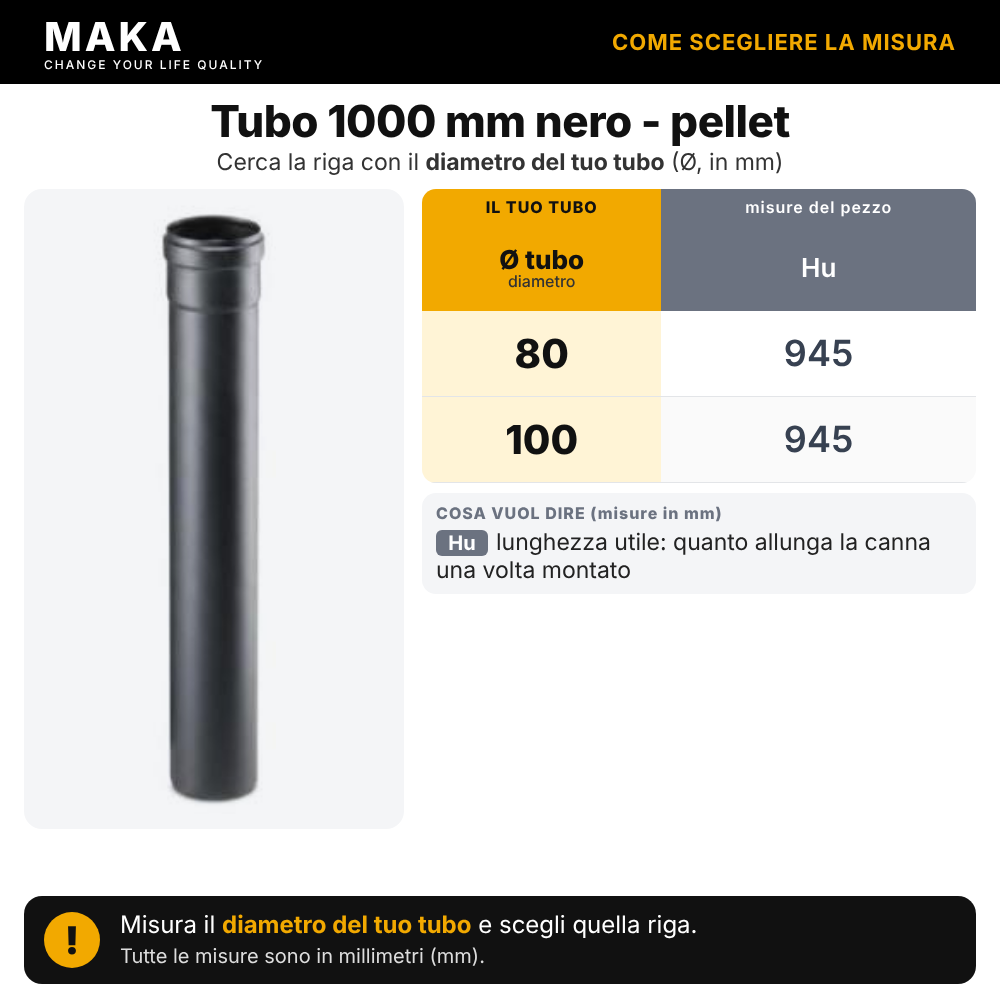 MAKA
CHANGE YOUR LIFE QUALITY
COME SCEGLIERE LA MISURA
Tubo 1000 mm nero - pellet
Cerca la riga con il diametro del tuo tubo (Ø, in mm)
IL TUO TUBO
misure del pezzo
Ø tubo
diametro
Hu
80
945
100
945
COSA VUOL DIRE (misure in mm)
Hu lunghezza utile: quanto allunga la canna
una volta montato
!
Misura il diametro del tuo tubo e scegli quella riga.
Tutte le misure sono in millimetri (mm).